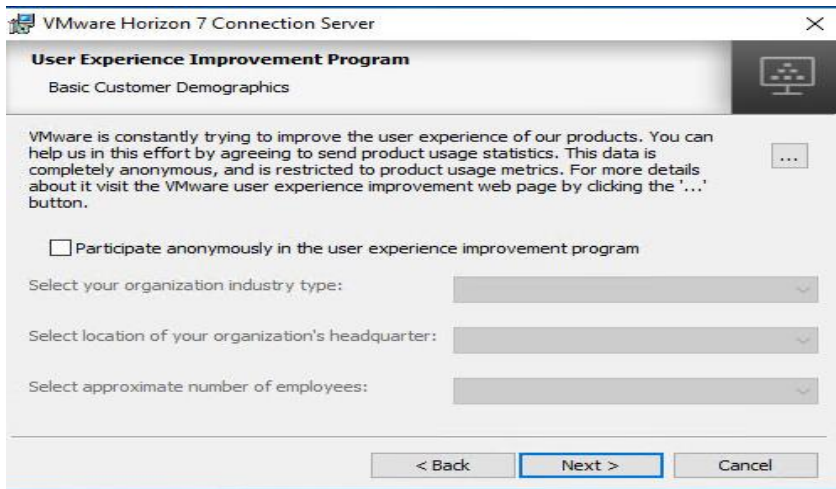 VMware Horizon 7 Connection Server
User Experience Improvement Program
Basic Customer Demographics
VMware is constantly trying to improve the user experience of our products. You can
help us in this effort by agreeing to send product usage statistics. This data is
completely anonymous, and is restricted to product usage metrics. For more details
about it visit the VMware user experience improvement web page by clicking the '...'
button.
...
Participate anonymously in the user experience improvement program
Select your organization industry type:
Select location of your organization's headquarter:
Select approximate number of employees:
< Back Next > Cancel